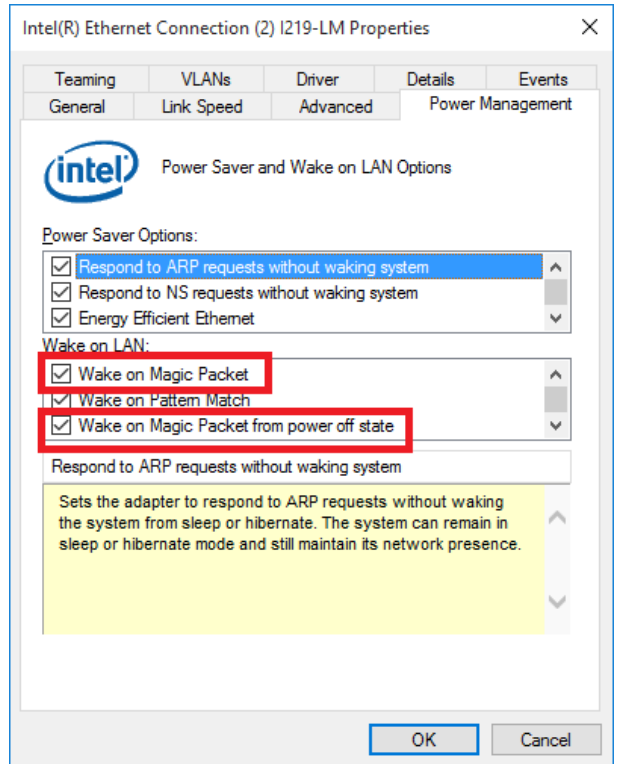 Intel(R) Ethernet Connection (2) I219-LM Properties
Teaming VLANs Driver Details Events
General Link Speed Advanced Power Management
intel Power Saver and Wake on LAN Options
Power Saver Options:
Respond to ARP requests without waking system
Respond to NS requests without waking system
Energy Efficient Ethernet
Wake on LAN:
Wake on Magic Packet
Wake on Pattern Match
Wake on Magic Packet from power off state
Respond to ARP requests without waking system
Sets the adapter to respond to ARP requests without waking
the system from sleep or hibernate. The system can remain in
sleep or hibernate mode and still maintain its network presence.
OK Cancel